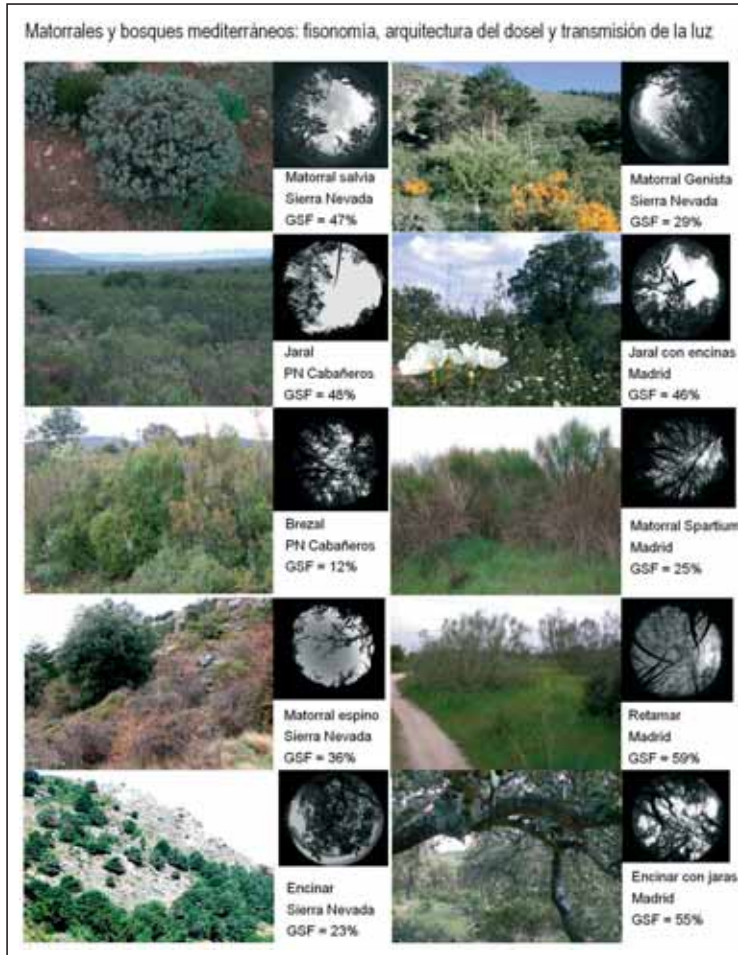 Matorrales y bosques mediterráneos: fisonomía, arquitectura del dosel y transmisión de la luz
Matorral salvia
Sierra Nevada
GSF = 47%
Matorral Genista
Sierra Nevada
GSF = 29%
Jaral
PN Cabañeros
GSF = 48%
Jaral con encinas
Madrid
GSF = 46%
Brezal
PN Cabañeros
GSF = 12%
Matorral Spartium
Madrid
GSF = 25%
Matorral espino
Sierra Nevada
GSF = 36%
Retamar
Madrid
GSF = 59%
Encinar
Sierra Nevada
GSF = 23%
Encinar con jaras
Madrid
GSF = 55%